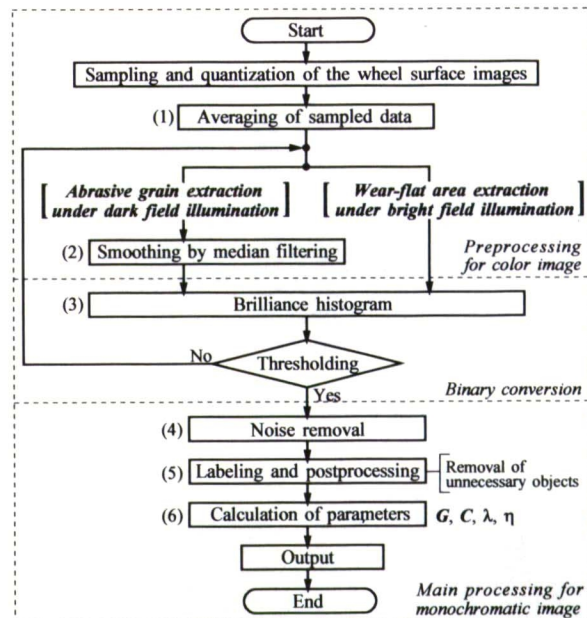 Start
Sampling and quantization of the wheel surface images
(1) Averaging of sampled data
[ Abrasive grain extraction
under dark field illumination ]
[ Wear-flat area extraction
under bright field illumination ]
(2) Smoothing by median filtering
Preprocessing
for color image
(3) Brilliance histogram
No
Thresholding
Yes
Binary conversion
(4) Noise removal
(5) Labeling and postprocessing
Removal of
unnecessary objects
(6) Calculation of parameters G, C, λ, η
Output
End
Main processing for
monochromatic image